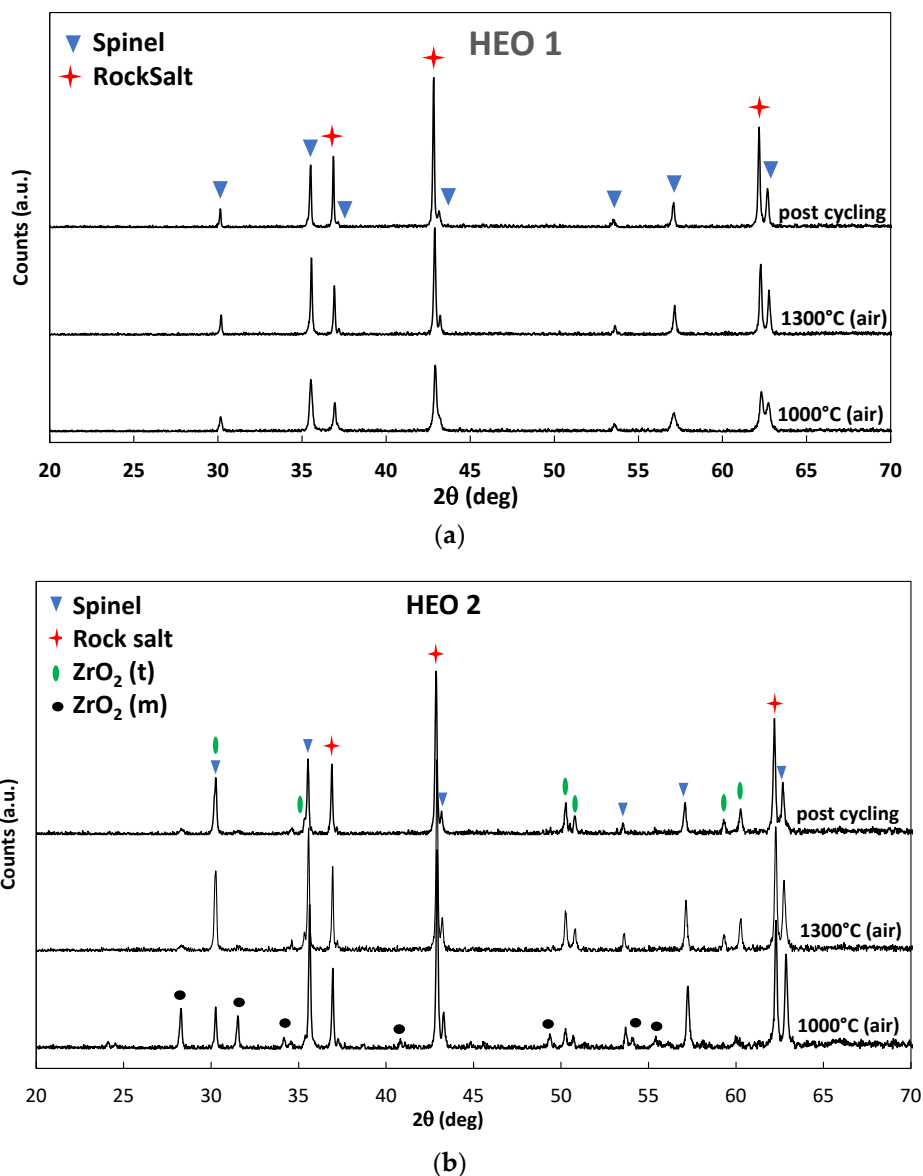 HEO 1
Spinel
RockSalt
Counts (a.u.)
post cycling
1300°C (air)
1000°C (air)
20 25 30 35 40 45 50 55 60 65 70
2θ (deg)
(a)
HEO 2
Spinel
Rock salt
ZrO₂ (t)
ZrO₂ (m)
Counts (a.u.)
post cycling
1300°C (air)
1000°C (air)
20 25 30 35 40 45 50 55 60 65 70
2θ (deg)
(b)